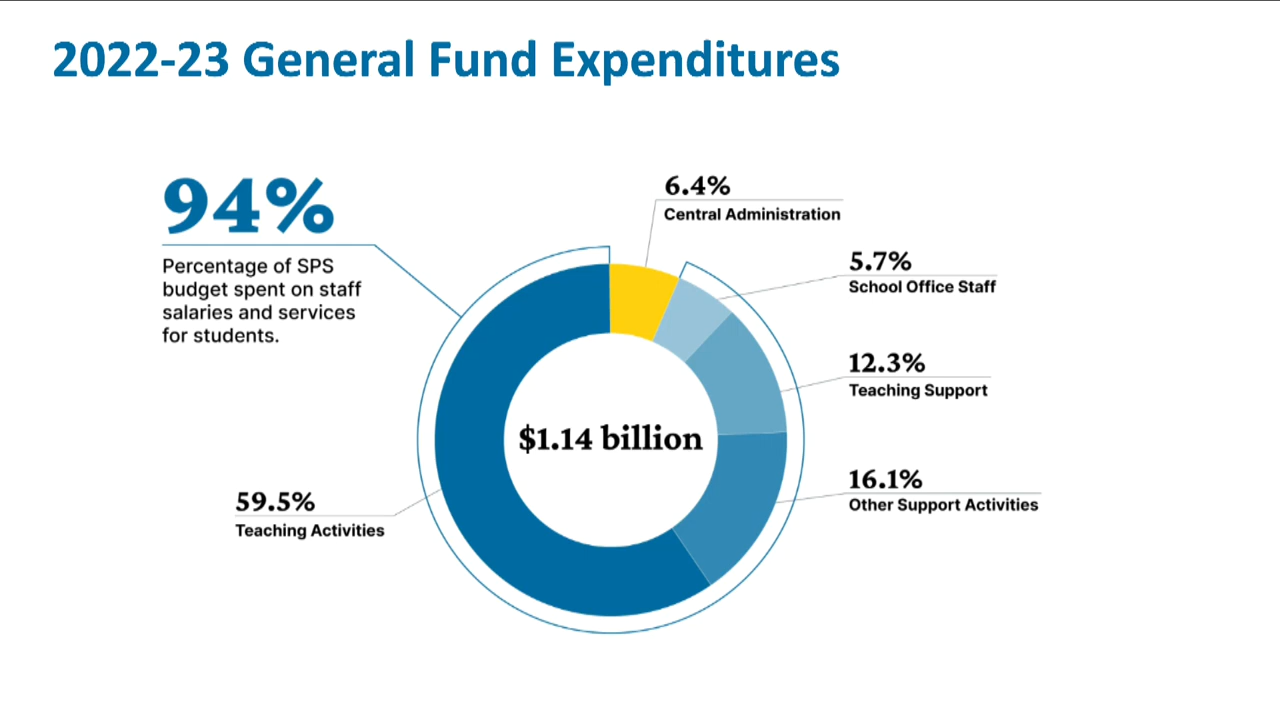 2022-23 General Fund Expenditures
94%
Percentage of SPS
budget spent on staff
salaries and services
for students.
6.4%
Central Administration
5.7%
School Office Staff
12.3%
Teaching Support
$1.14 billion
16.1%
Other Support Activities
59.5%
Teaching Activities